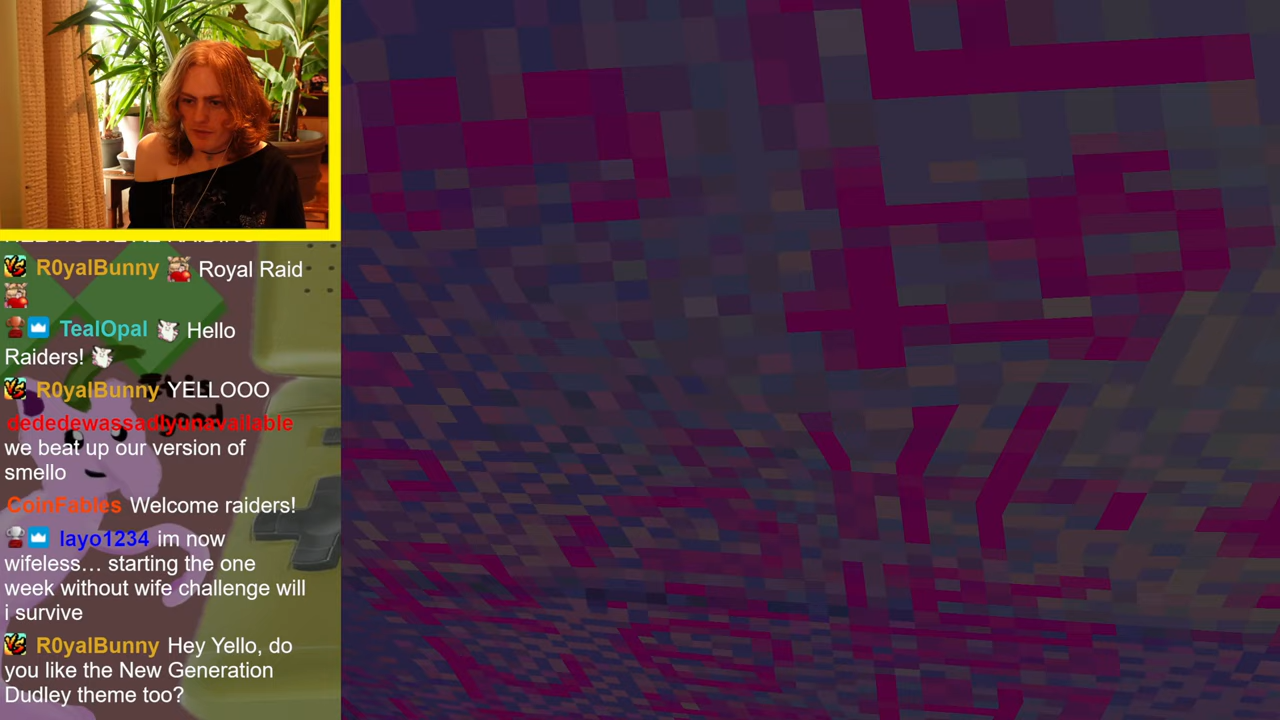 R0yalBunny Royal Raid
TealOpal Hello
Raiders!
R0yalBunny YELLOOO
dededewassadlyunavailable
we beat up our version of
smello
CoinFables Welcome raiders!
layo1234 im now
wifeless… starting the one
week without wife challenge will
i survive
R0yalBunny Hey Yello, do
you like the New Generation
Dudley theme too?